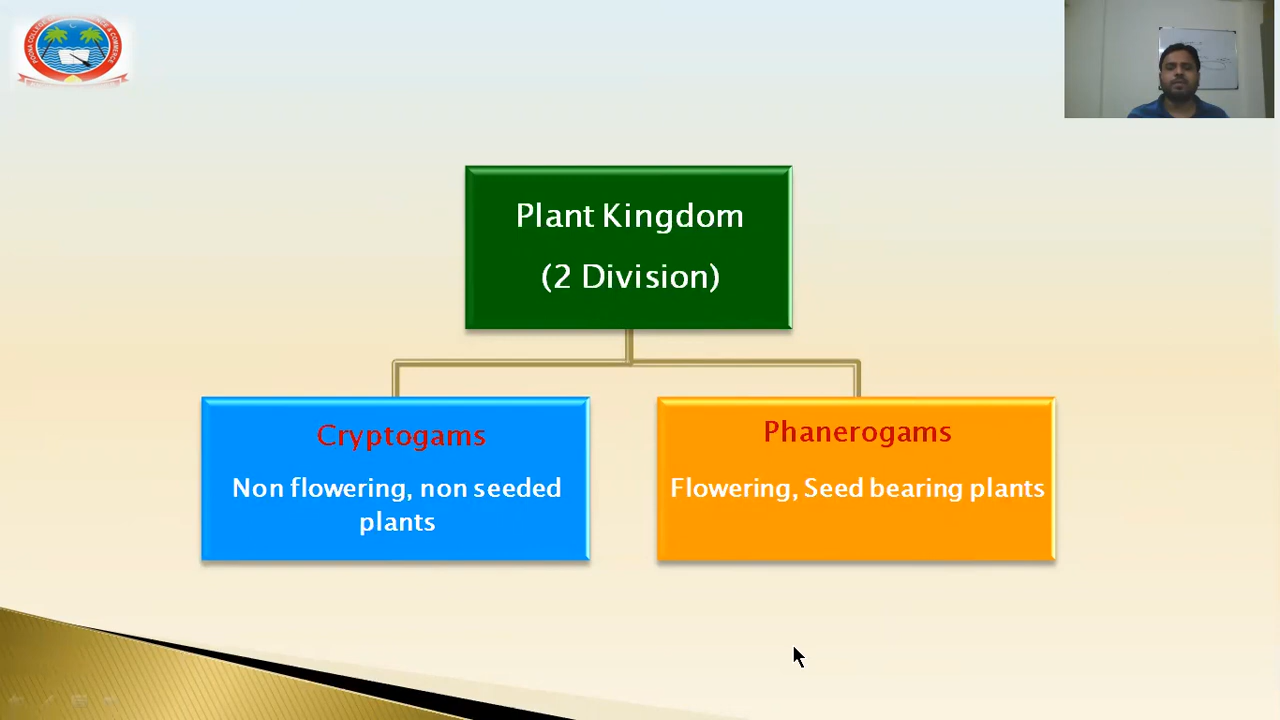 Plant Kingdom
(2 Division)
Cryptogams
Non flowering, non seeded
plants
Phanerogams
Flowering, Seed bearing plants